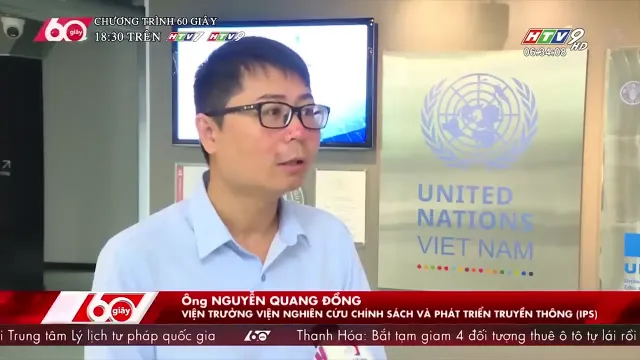 60 giây
CHƯƠNG TRÌNH 60 GIÂY
18:30 TRÊN HTV7 HTV9
HTV9 HD
06:34:08
UNITED
NATIONS
VIET NAM
60 giây
Ông NGUYỄN QUANG ĐỒNG
VIỆN TRƯỞNG VIỆN NGHIÊN CỨU CHÍNH SÁCH VÀ PHÁT TRIỂN TRUYỀN THÔNG (IPS)
i Trung tâm Lý lịch tư pháp quốc gia Thanh Hóa: Bắt tạm giam 4 đối tượng thuê ô tô tự lái rồi